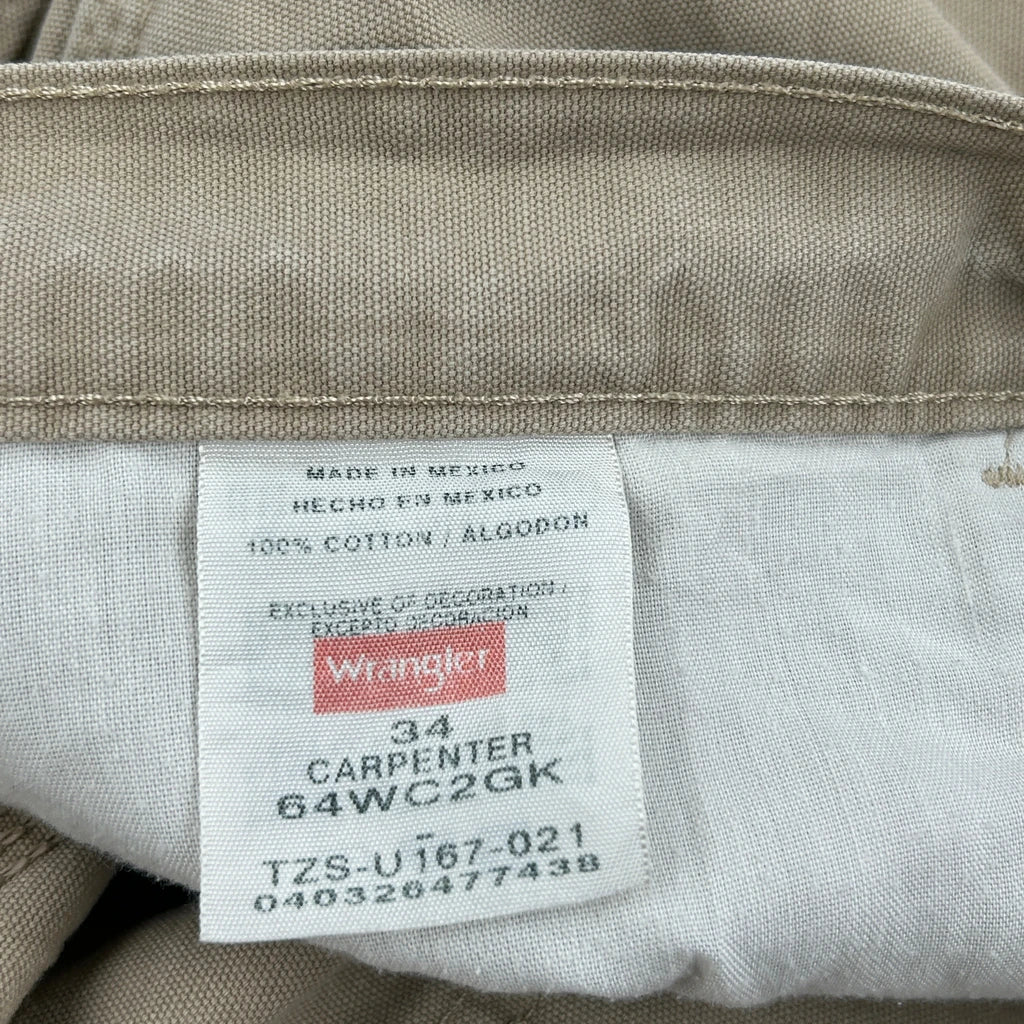 MADE IN MEXICO
HECHO EN MEXICO
100% COTTON / ALGODON
EXCLUSIVE OF DECORATION /
EXCEPTO DECORACION
Wrangler
34
CARPENTER
64WC2GK
TZS-U167-021
040326477438